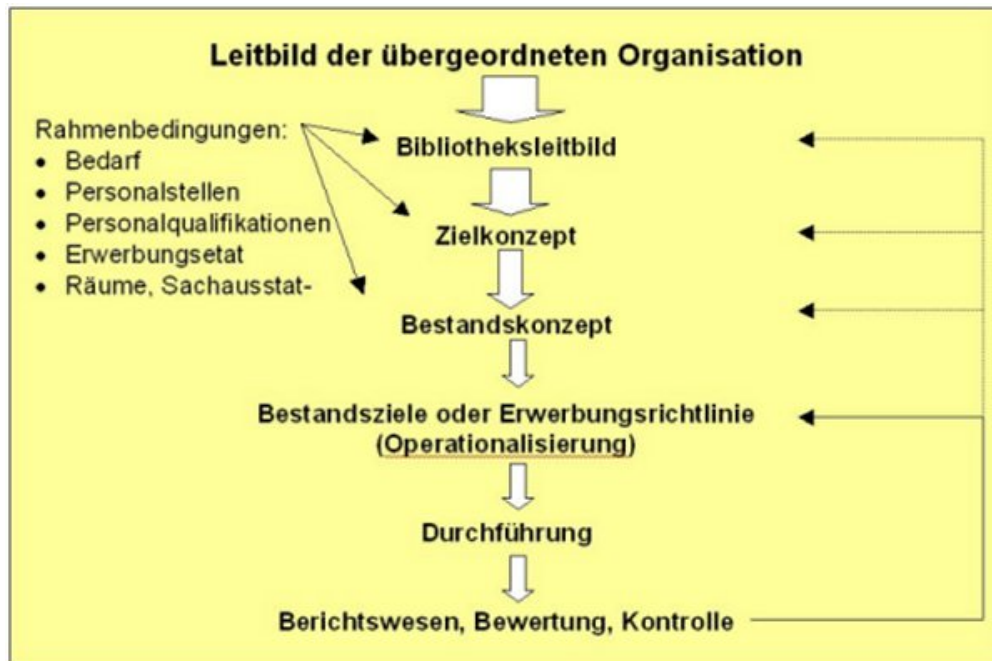 Leitbild der übergeordneten Organisation
Rahmenbedingungen:
• Bedarf
• Personalstellen
• Personalqualifikationen
• Erwerbungsetat
• Räume, Sachausstat-
Bibliotheksleitbild
Zielkonzept
Bestandskonzept
Bestandsziele oder Erwerbungsrichtlinie
(Operationalisierung)
Durchführung
Berichtswesen, Bewertung, Kontrolle